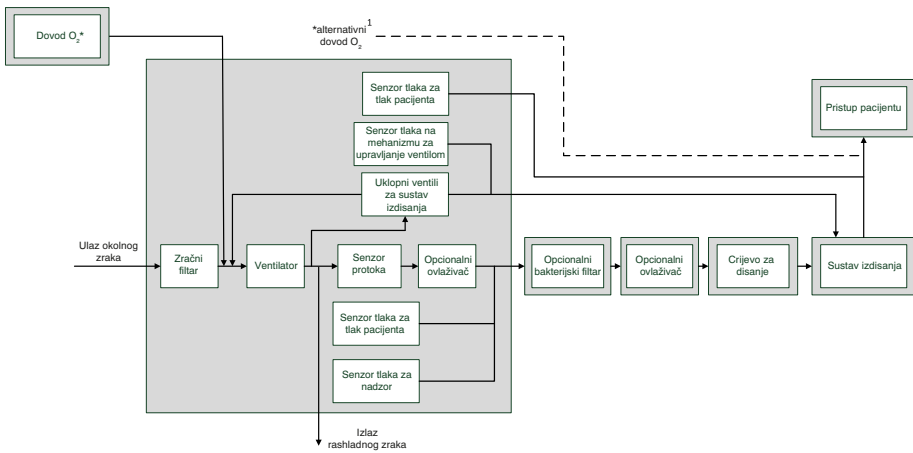 Dovod O₂*
*alternativni¹
dovod O₂
Senzor tlaka za
tlak pacijenta
Pristup pacijentu
Senzor tlaka na
mehanizmu za
upravljanje ventilom
Uklopni ventili
za sustav
izdisanja
Ulaz okolnog
zraka
Zračni
filtar
Ventilator
Senzor
protoka
Opcionalni
ovlaživač
Opcionalni
bakterijski filtar
Opcionalni
ovlaživač
Crijevo za
disanje
Sustav izdisanja
Senzor tlaka za
tlak pacijenta
Senzor tlaka za
nadzor
Izlaz
rashladnog zraka